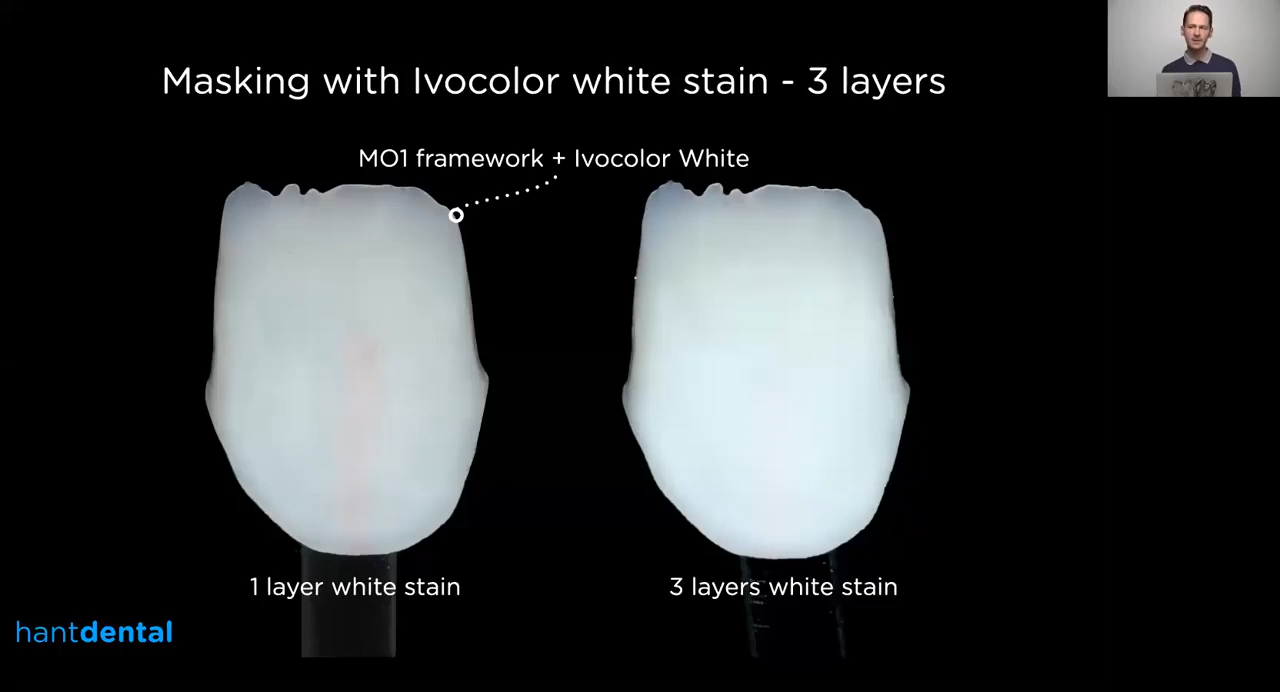 Masking with Ivocolor white stain - 3 layers
MO1 framework + Ivocolor White
1 layer white stain
3 layers white stain
hantdental